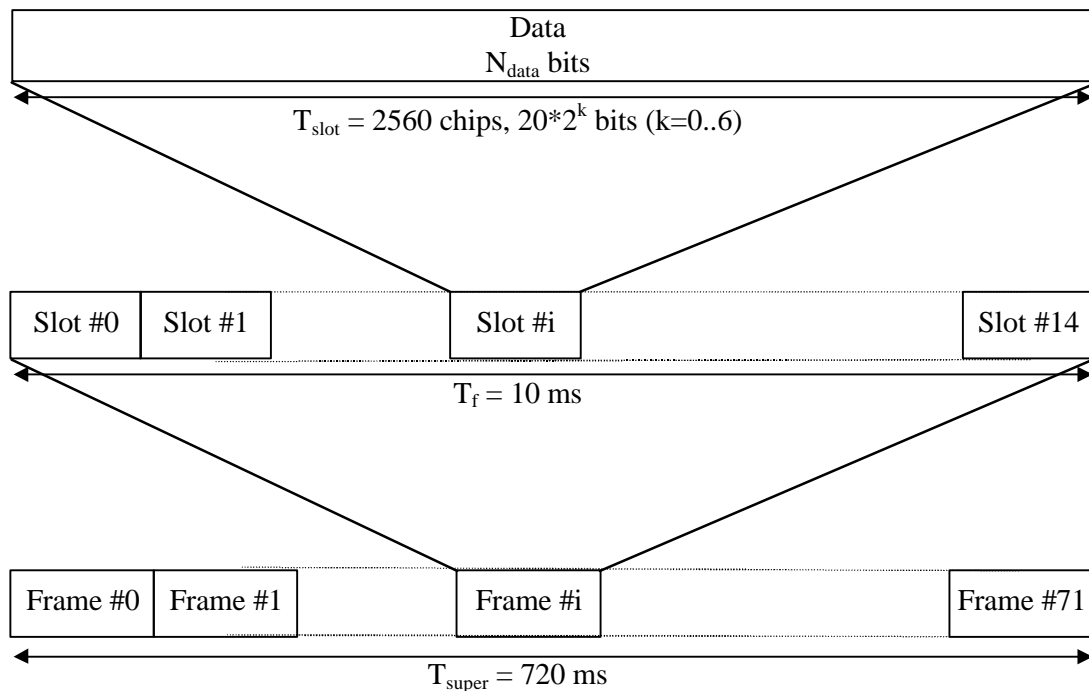 Data
N_data bits
T_slot = 2560 chips, 20*2^k bits (k=0..6)
Slot #0 Slot #1 Slot #i Slot #14
T_f = 10 ms
Frame #0 Frame #1 Frame #i Frame #71
T_super = 720 ms